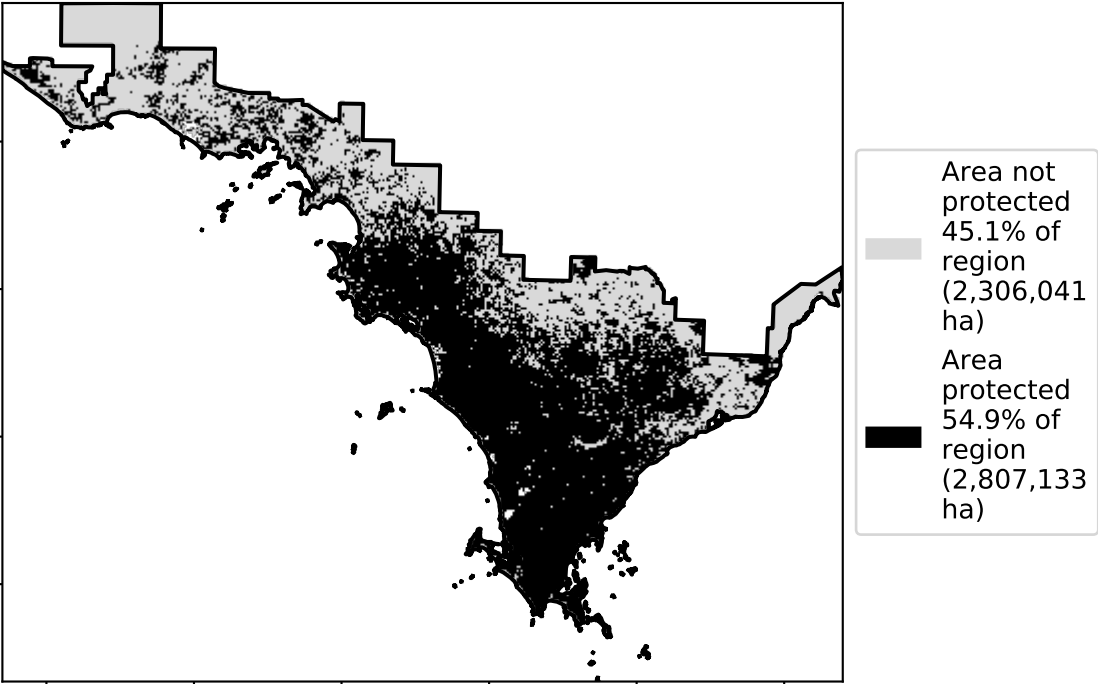 Area not
protected
45.1% of
region
(2,306,041
ha)
Area
protected
54.9% of
region
(2,807,133
ha)